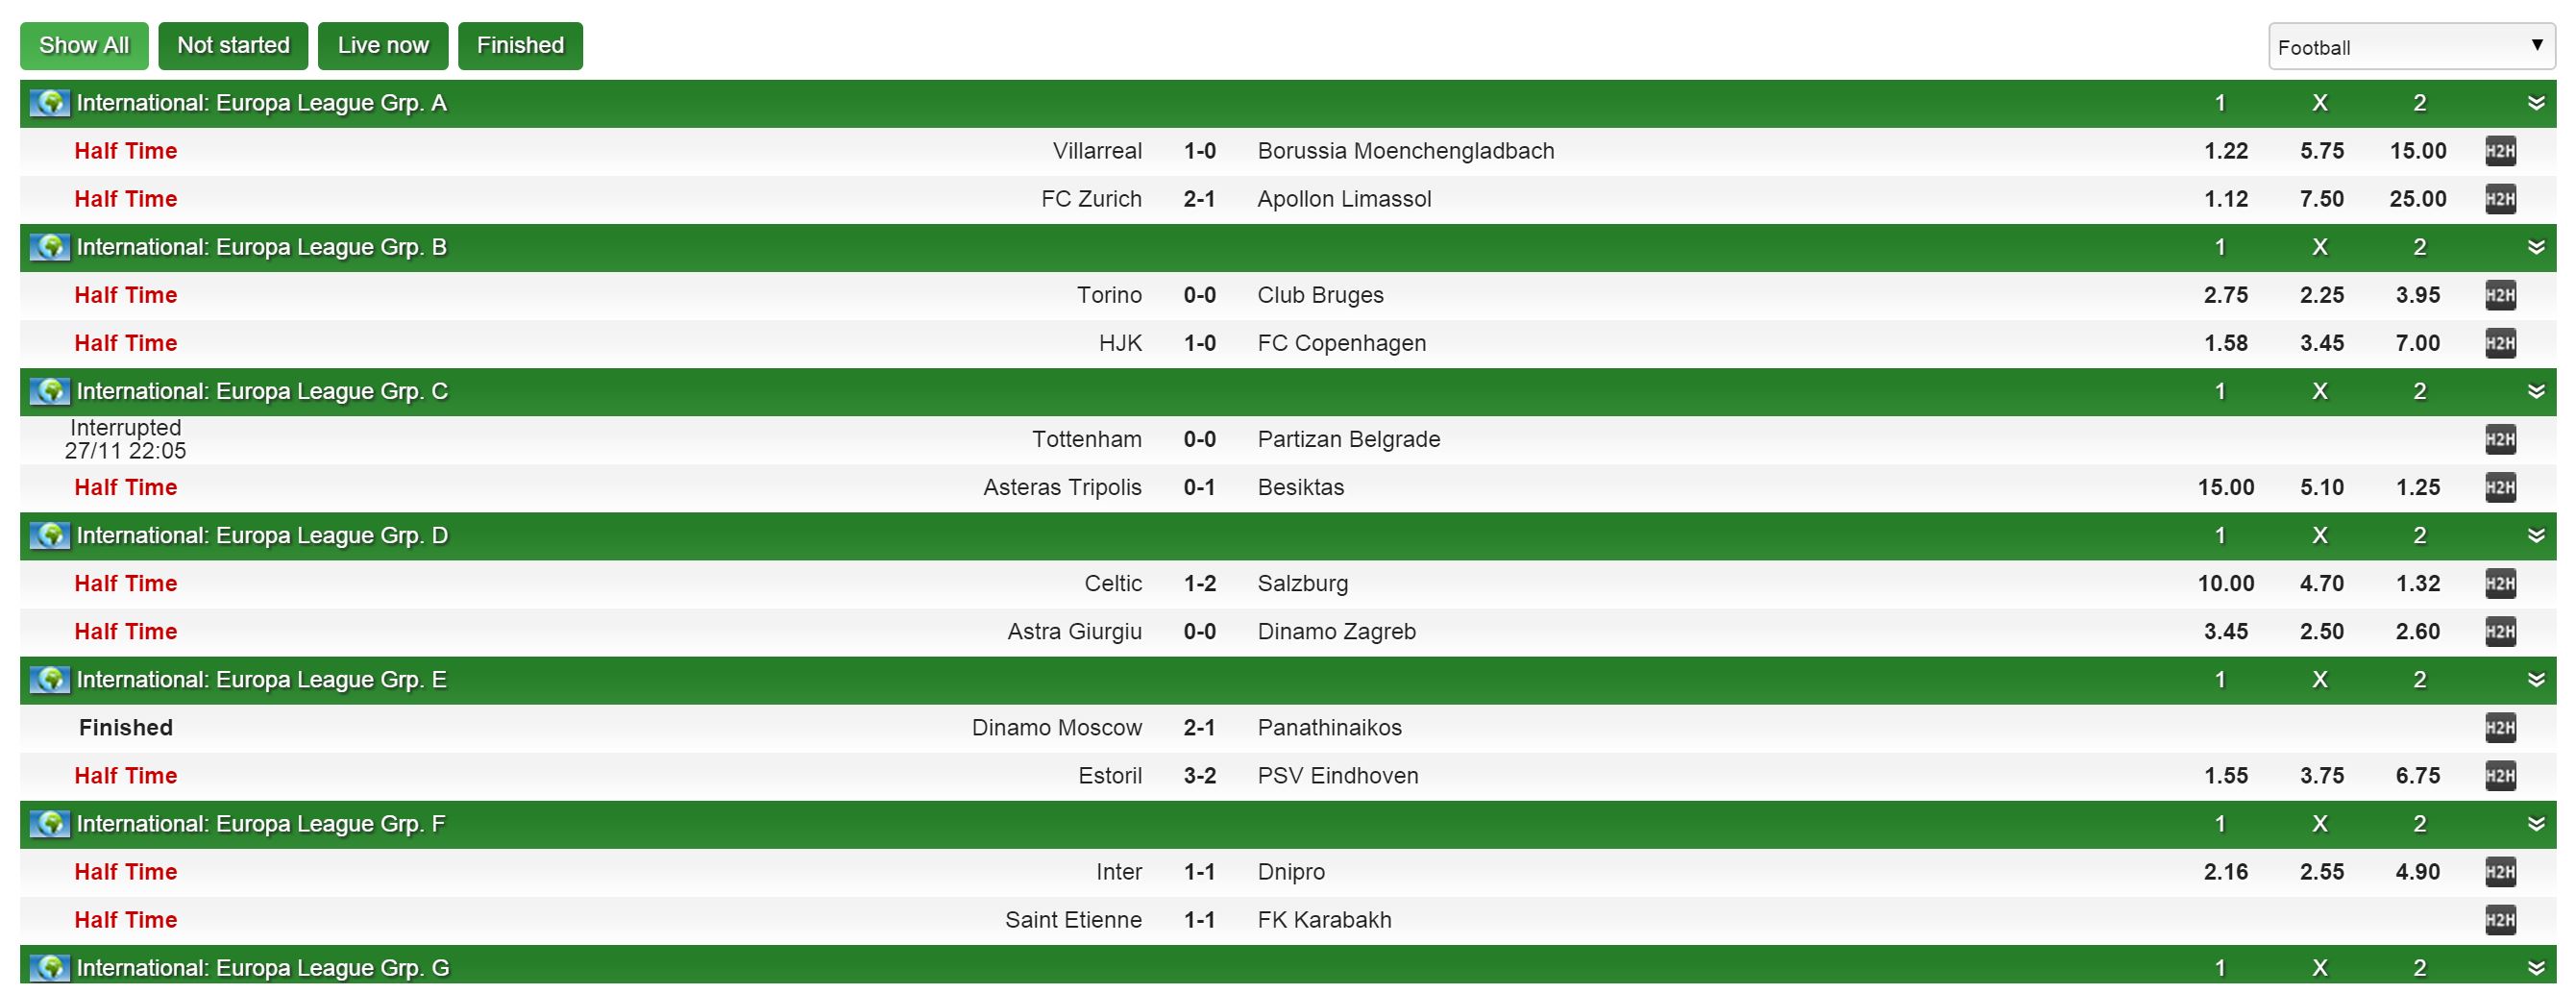 Show All Not started Live now Finished Football ▼
International: Europa League Grp. A 1 X 2
Half Time Villarreal 1-0 Borussia Moenchengladbach 1.22 5.75 15.00 H2H
Half Time FC Zurich 2-1 Apollon Limassol 1.12 7.50 25.00 H2H
International: Europa League Grp. B 1 X 2
Half Time Torino 0-0 Club Bruges 2.75 2.25 3.95 H2H
Half Time HJK 1-0 FC Copenhagen 1.58 3.45 7.00 H2H
International: Europa League Grp. C 1 X 2
Interrupted
27/11 22:05 Tottenham 0-0 Partizan Belgrade H2H
Half Time Asteras Tripolis 0-1 Besiktas 15.00 5.10 1.25 H2H
International: Europa League Grp. D 1 X 2
Half Time Celtic 1-2 Salzburg 10.00 4.70 1.32 H2H
Half Time Astra Giurgiu 0-0 Dinamo Zagreb 3.45 2.50 2.60 H2H
International: Europa League Grp. E 1 X 2
Finished Dinamo Moscow 2-1 Panathinaikos H2H
Half Time Estoril 3-2 PSV Eindhoven 1.55 3.75 6.75 H2H
International: Europa League Grp. F 1 X 2
Half Time Inter 1-1 Dnipro 2.16 2.55 4.90 H2H
Half Time Saint Etienne 1-1 FK Karabakh H2H
International: Europa League Grp. G 1 X 2